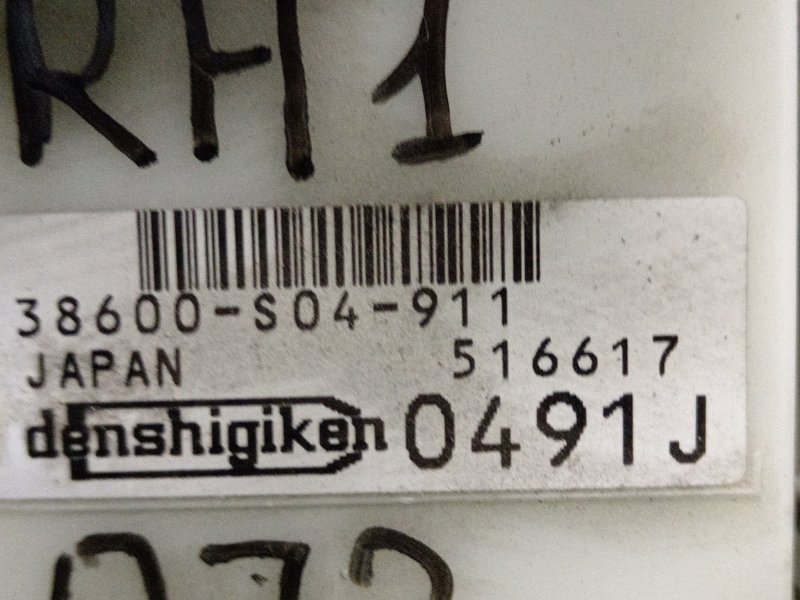 RH1
38600-S04-911
JAPAN 516617
denshigiken 0491J